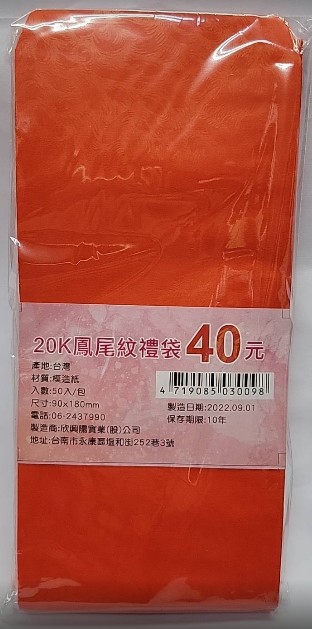 20K鳳尾紋禮袋40元
產地:台灣
材質:模造紙
入數:50入/包
尺寸:90x180mm
電話:06-2437990
製造商:欣興陽實業(股)公司
地址:台南市永康區塩和街252巷3號
4 719085 030098
製造日期:2022.09.01
保存期限:10年